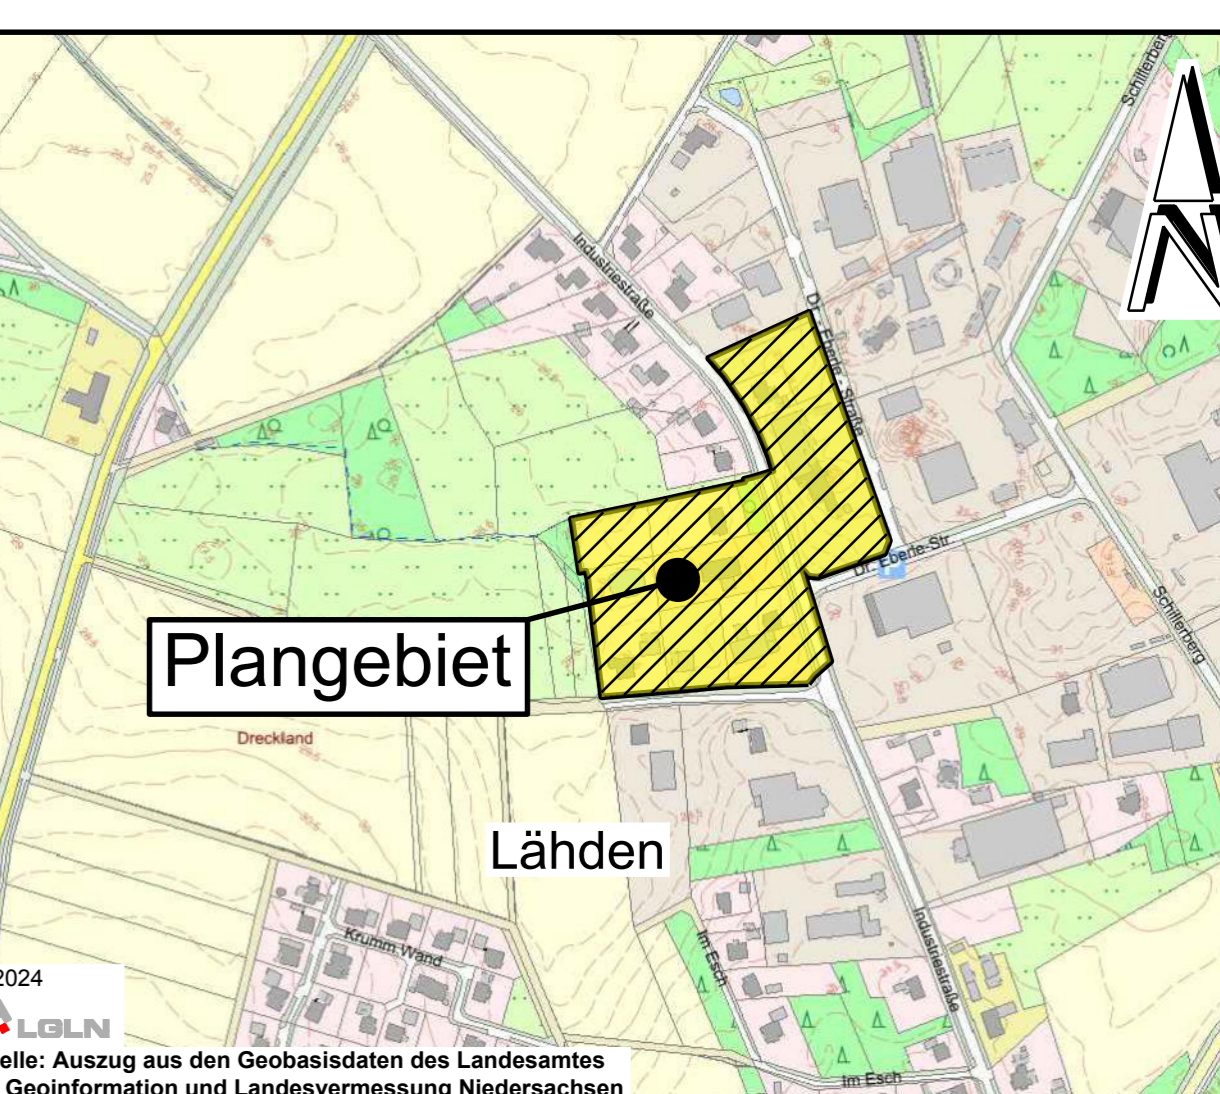 Schillerberg
Industriestraße
Dr. - Eberle - Straße
Dr. Eberle-Str.
Plangebiet
Schillerberg
Dreckland
Lähden
Krumm Wand
Im Esch
Industriestraße
Im Esch
2024
LGLN
elle: Auszug aus den Geobasisdaten des Landesamtes
Geoinformation und Landesvermessung Niedersachsen